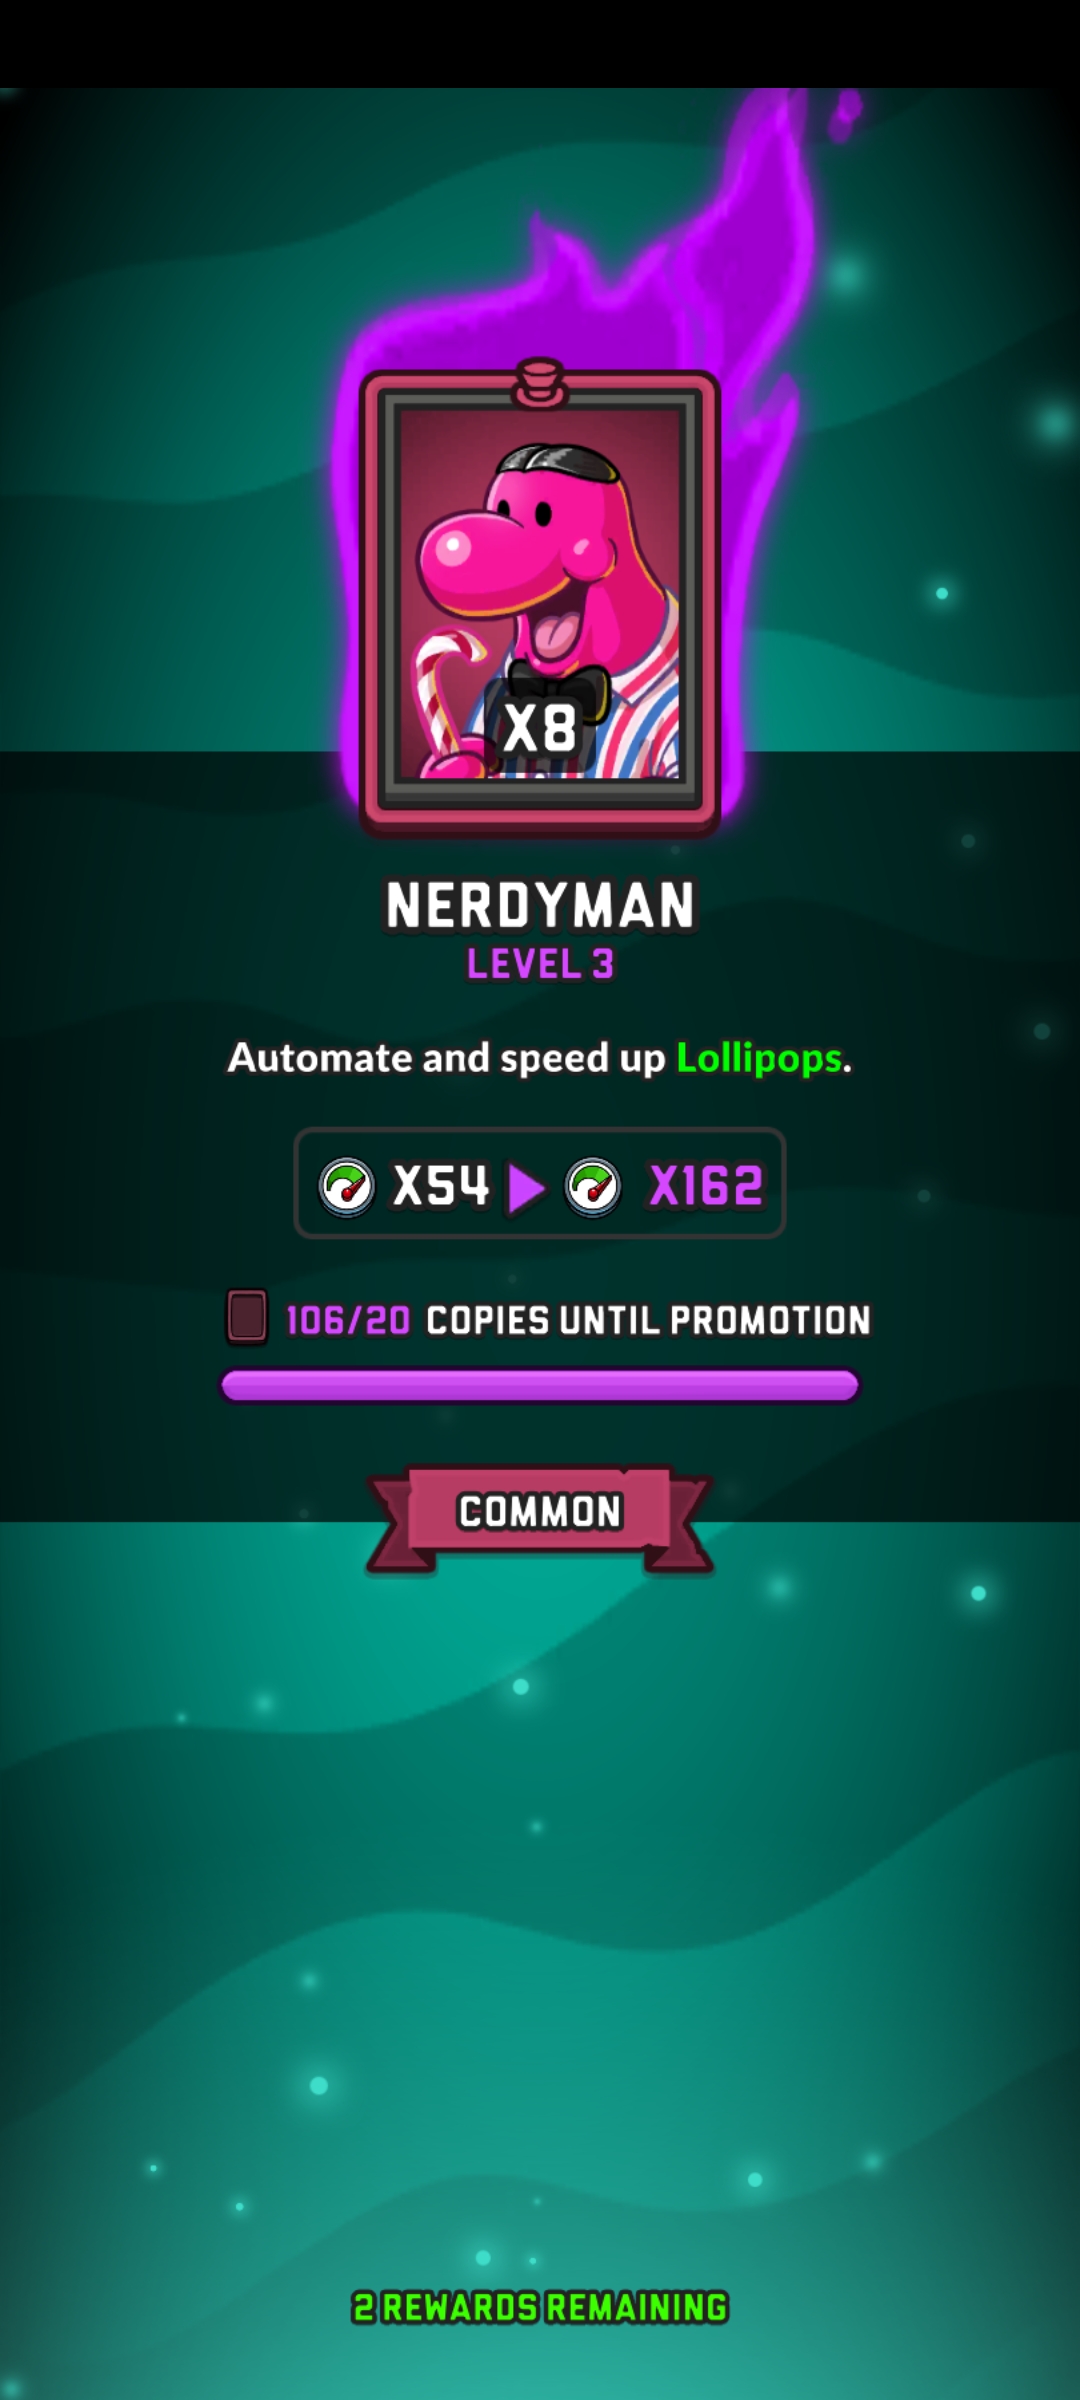 X8
NERDYMAN
LEVEL 3
Automate and speed up Lollipops.
X54 X162
106/20 COPIES UNTIL PROMOTION
COMMON
2 REWARDS REMAINING